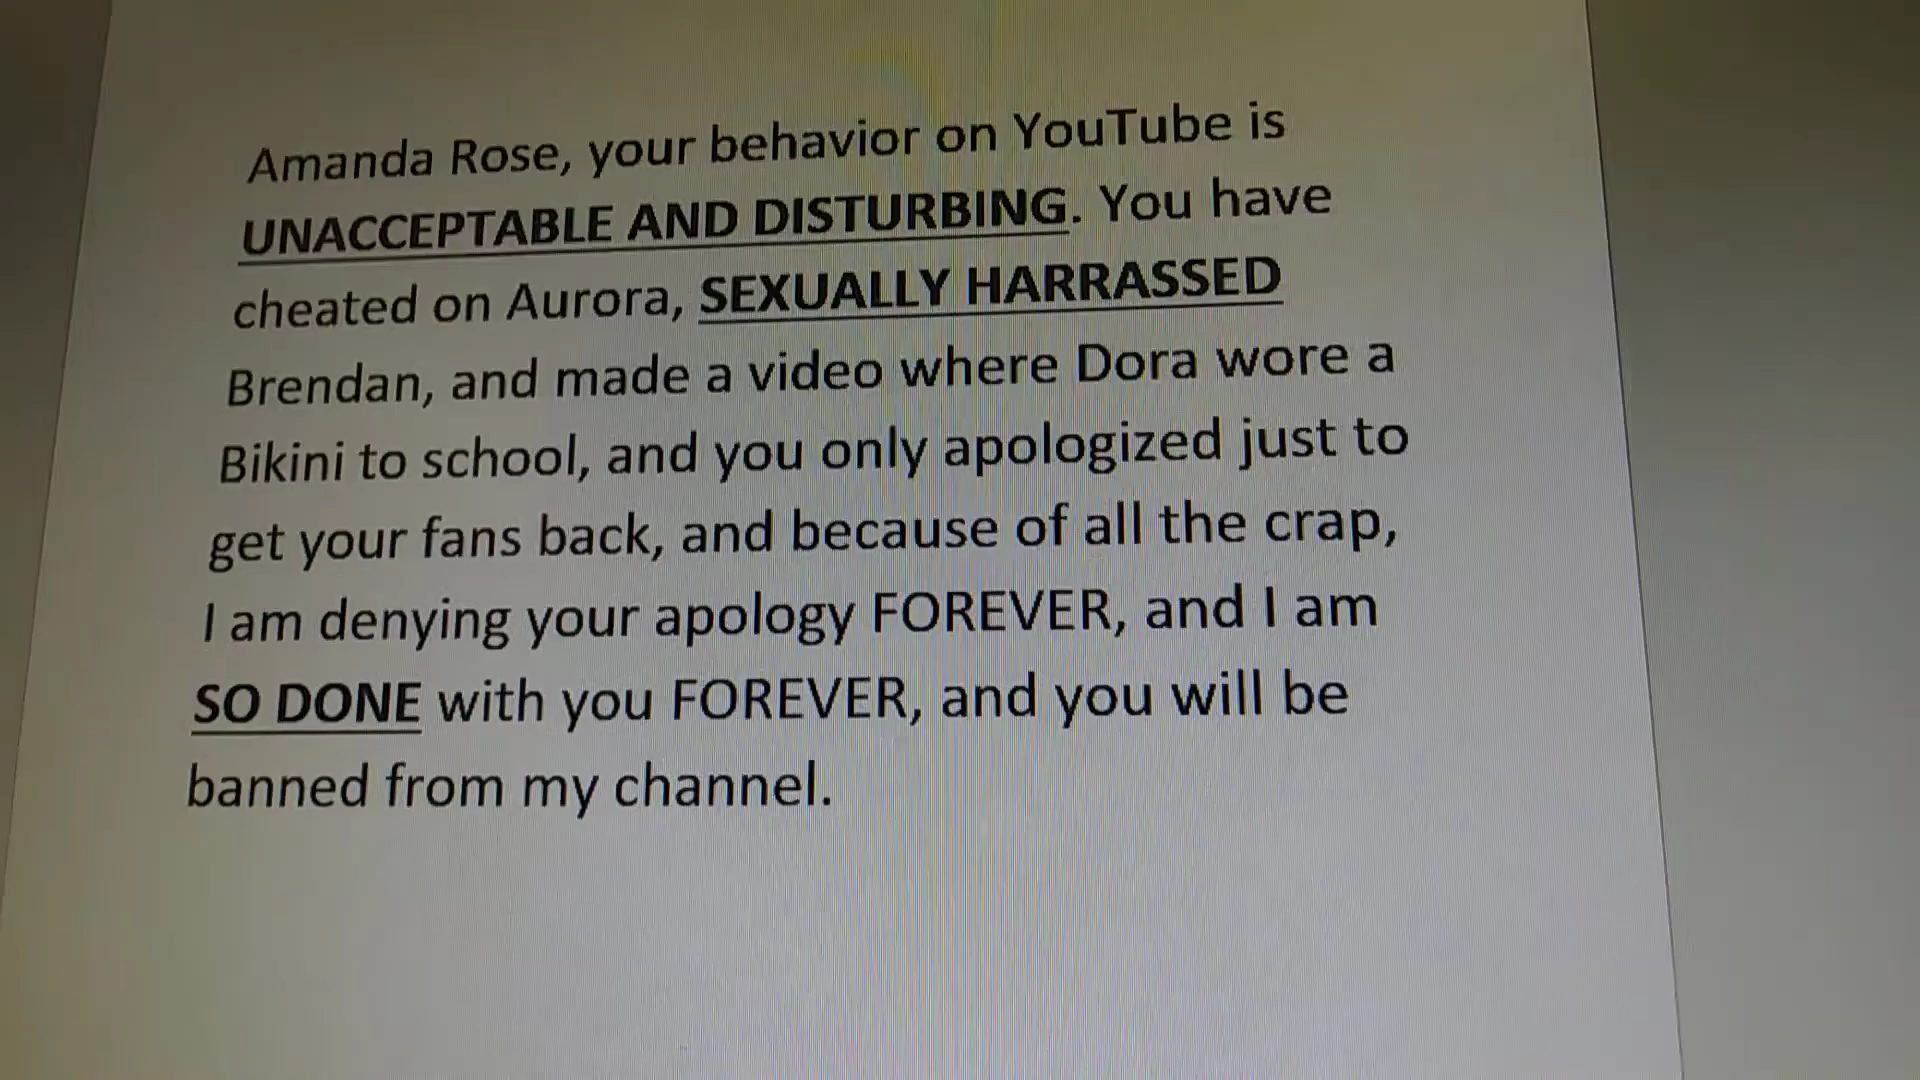 Amanda Rose, your behavior on YouTube is
UNACCEPTABLE AND DISTURBING. You have
cheated on Aurora, SEXUALLY HARRASSED
Brendan, and made a video where Dora wore a
Bikini to school, and you only apologized just to
get your fans back, and because of all the crap,
I am denying your apology FOREVER, and I am
SO DONE with you FOREVER, and you will be
banned from my channel.